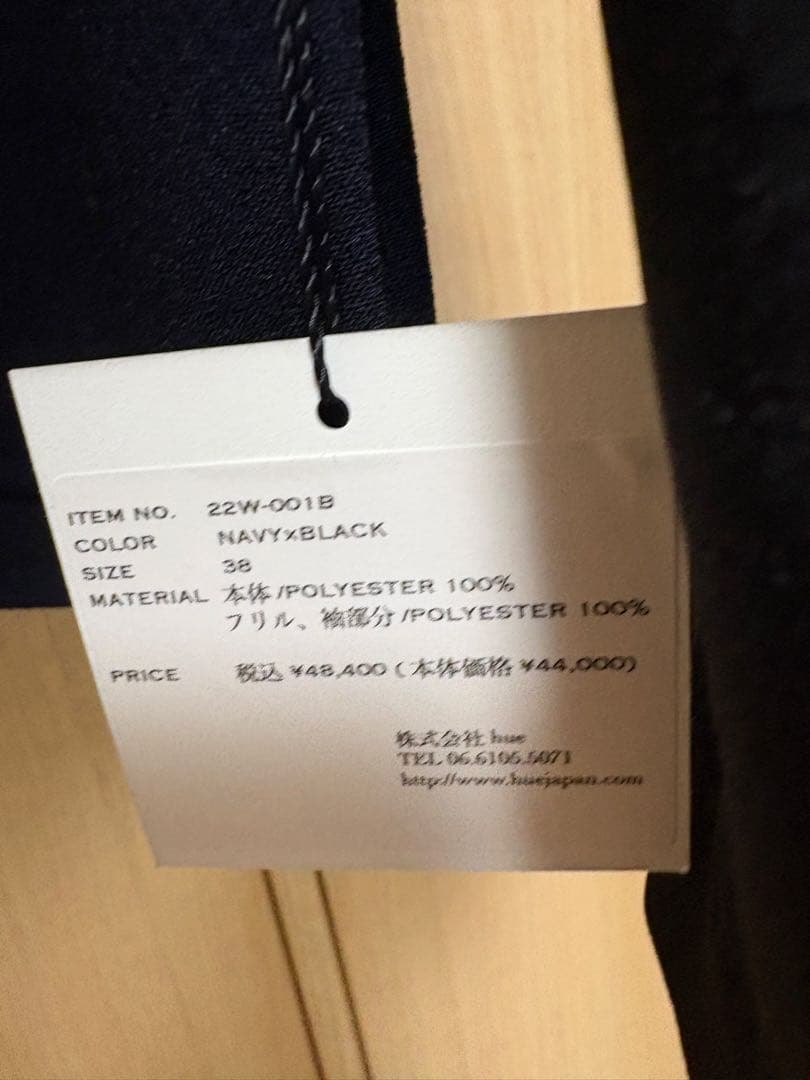 ITEM NO. 22W-001B
COLOR NAVY×BLACK
SIZE 38
MATERIAL 本体/POLYESTER 100%
フリル、袖部分/POLYESTER 100%
PRICE 税込 ¥48,400(本体価格 ¥44,000)
株式会社 hue
TEL 06.6105.5071
http://www.huejapan.com